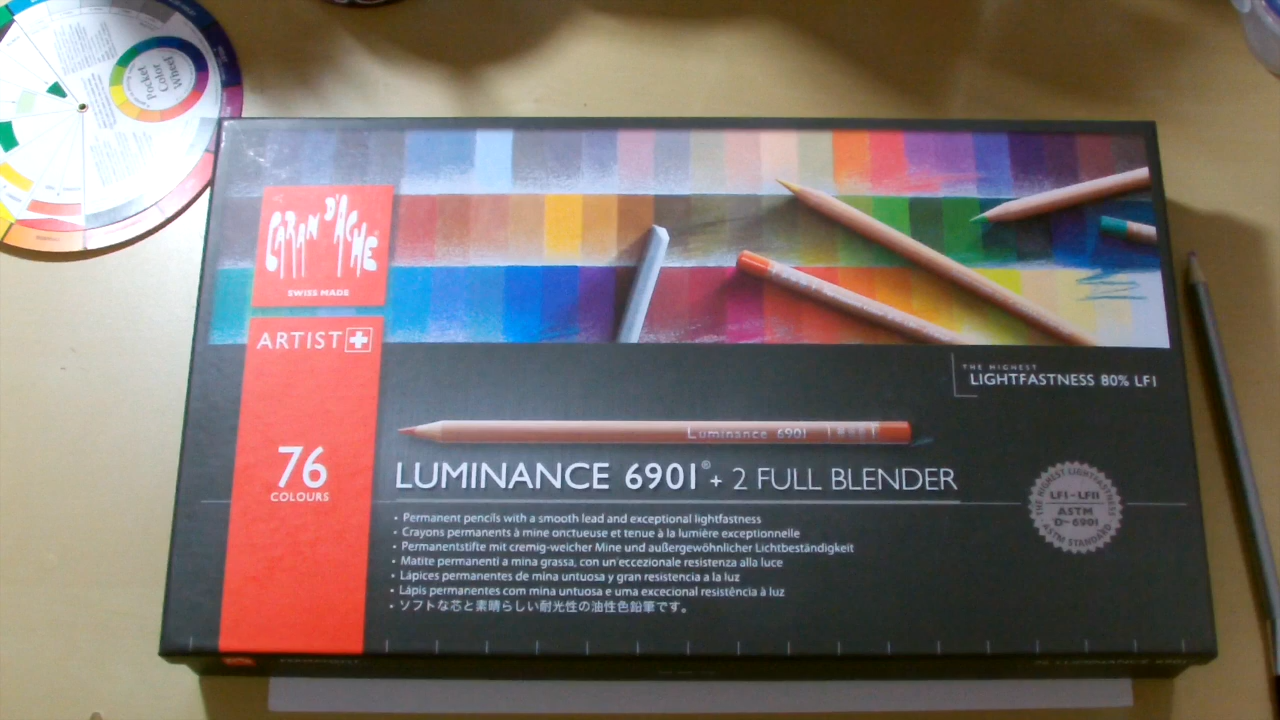 Pocket
Color
Wheel
CARAN D'ACHE
SWISS MADE
ARTIST
THE HIGHEST
LIGHTFASTNESS 80% LFI
Luminance 6901
76
COLOURS
LUMINANCE 6901® + 2 FULL BLENDER
THE HIGHEST LIGHTFASTNESS
LFI-LFII
ASTM
D-6901
ASTM STANDARD
• Permanent pencils with a smooth lead and exceptional lightfastness
• Crayons permanents à mine onctueuse et tenue à la lumière exceptionnelle
• Permanentstifte mit cremig-weicher Mine und außergewöhnlicher Lichtbeständigkeit
• Matite permanenti a mina grassa, con un'eccezionale resistenza alla luce
• Lápices permanentes de mina untuosa y gran resistencia a la luz
• Lápis permanentes com mina untuosa e uma excecional resistência à luz
• ソフトな芯と素晴らしい耐光性の油性色鉛筆です。